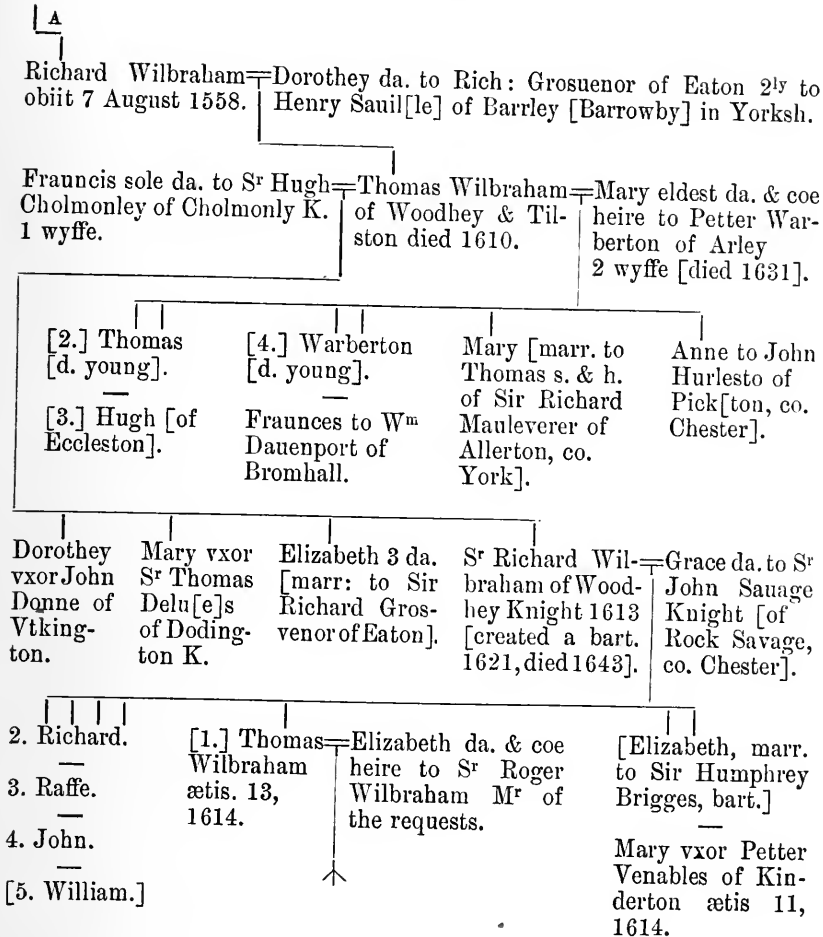 A
Richard Wilbraham=Dorothey da. to Rich: Grosuenor of Eaton 2ly to
obiit 7 August 1558. Henry Sauil[le] of Barrley [Barrowby] in Yorksh.
Frauncis sole da. to Sr Hugh=Thomas Wilbraham=Mary eldest da. & coe
Cholmonley of Cholmonly K. of Woodhey & Til- heire to Petter War-
1 wyffe. ston died 1610. berton of Arley
2 wyffe [died 1631].
[2.] Thomas
[d. young].
—
[3.] Hugh [of
Eccleston].
[4.] Warberton
[d. young].
—
Fraunces to Wm
Dauenport of
Bromhall.
Mary [marr. to
Thomas s. & h.
of Sir Richard
Mauleverer of
Allerton, co.
York].
Anne to John
Hurlesto of
Pick[ton, co.
Chester].
Dorothey
vxor John
Donne of
Vtking-
ton.
Mary vxor
Sr Thomas
Delu[e]s
of Doding-
ton K.
Elizabeth 3 da.
[marr: to Sir
Richard Gros-
venor of Eaton].
Sr Richard Wil-=Grace da. to Sr
braham of Wood- John Sauage
hey Knight 1613 Knight [of
[created a bart. Rock Savage,
1621, died 1643]. co. Chester].
2. Richard.
—
3. Raffe.
—
4. John.
—
[5. William.]
[1.] Thomas=Elizabeth da. & coe
Wilbraham heire to Sr Roger
ætis. 13, Wilbraham Mr of
1614. the requests.
[Elizabeth, marr.
to Sir Humphrey
Brigges, bart.]
—
Mary vxor Petter
Venables of Kin-
derton ætis 11,
1614.